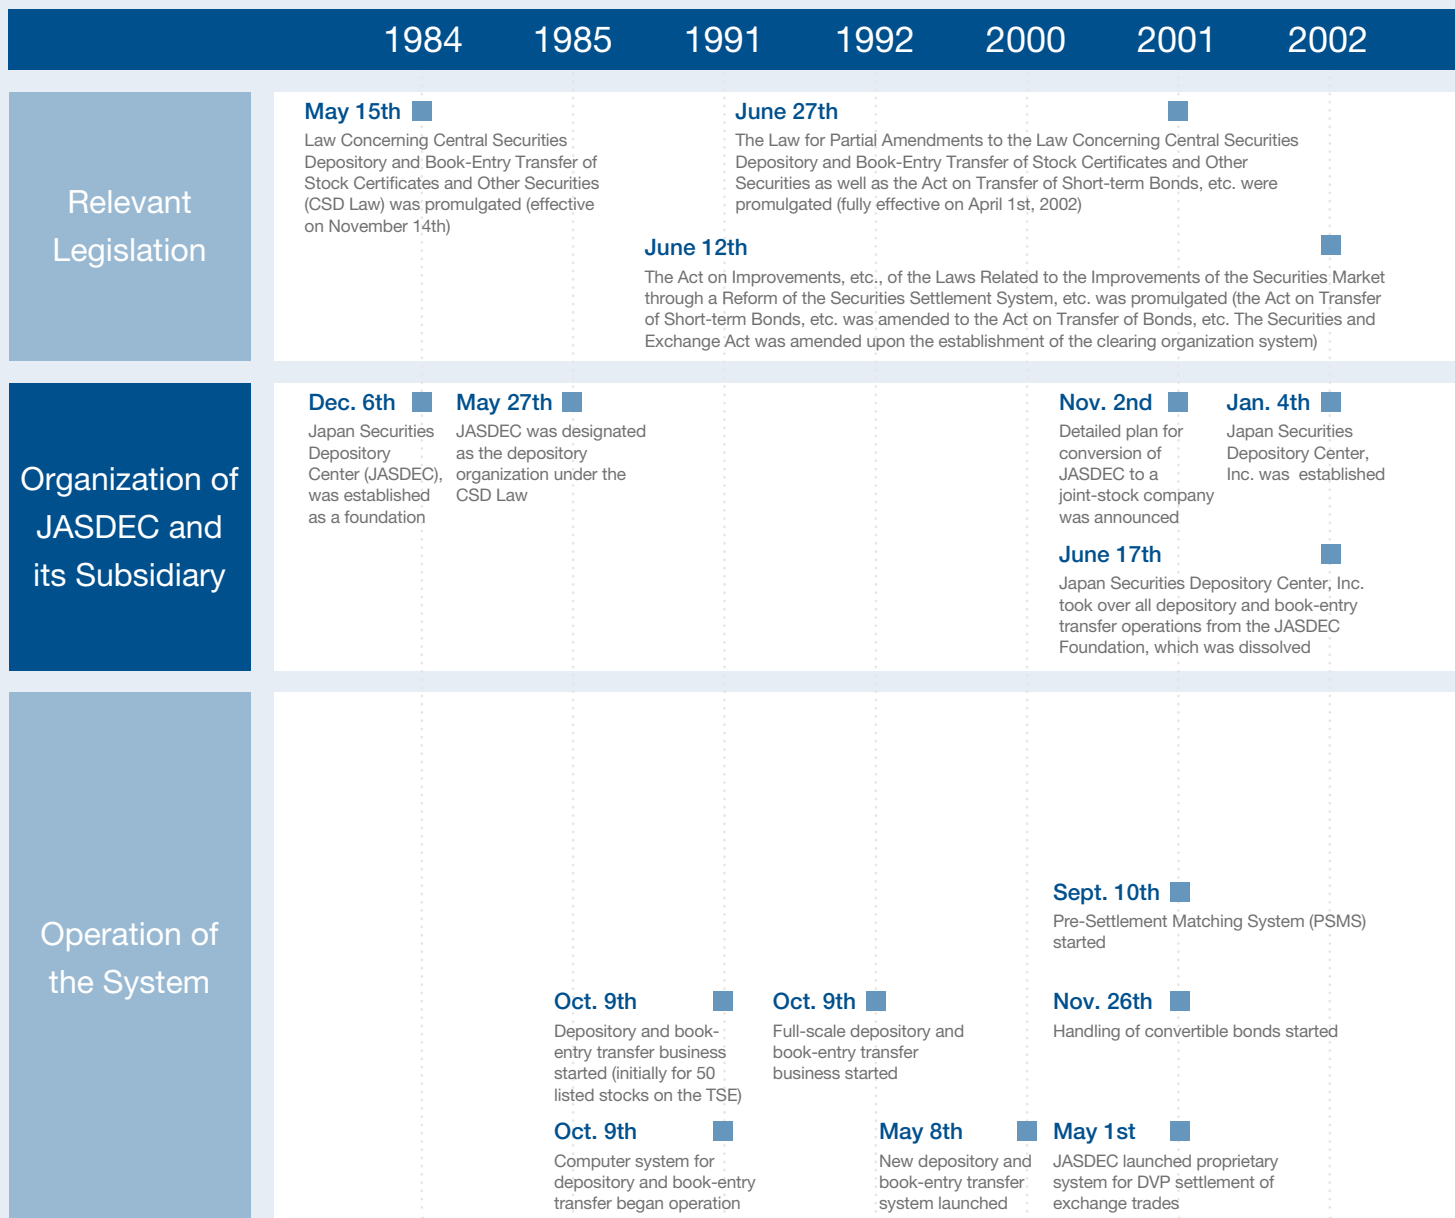 1984 1985 1991 1992 2000 2001 2002
Relevant
Legislation
May 15th
Law Concerning Central Securities
Depository and Book-Entry Transfer of
Stock Certificates and Other Securities
(CSD Law) was promulgated (effective
on November 14th)
June 27th
The Law for Partial Amendments to the Law Concerning Central Securities
Depository and Book-Entry Transfer of Stock Certificates and Other
Securities as well as the Act on Transfer of Short-term Bonds, etc. were
promulgated (fully effective on April 1st, 2002)
June 12th
The Act on Improvements, etc., of the Laws Related to the Improvements of the Securities Market
through a Reform of the Securities Settlement System, etc. was promulgated (the Act on Transfer
of Short-term Bonds, etc. was amended to the Act on Transfer of Bonds, etc. The Securities and
Exchange Act was amended upon the establishment of the clearing organization system)
Organization of
JASDEC and
its Subsidiary
Dec. 6th
Japan Securities
Depository
Center (JASDEC),
was established
as a foundation
May 27th
JASDEC was designated
as the depository
organization under the
CSD Law
Nov. 2nd
Detailed plan for
conversion of
JASDEC to a
joint-stock company
was announced
Jan. 4th
Japan Securities
Depository Center,
Inc. was established
June 17th
Japan Securities Depository Center, Inc.
took over all depository and book-entry
transfer operations from the JASDEC
Foundation, which was dissolved
Operation of
the System
Sept. 10th
Pre-Settlement Matching System (PSMS)
started
Oct. 9th
Depository and book-
entry transfer business
started (initially for 50
listed stocks on the TSE)
Oct. 9th
Full-scale depository and
book-entry transfer
business started
Nov. 26th
Handling of convertible bonds started
Oct. 9th
Computer system for
depository and book-entry
transfer began operation
May 8th
New depository and
book-entry transfer
system launched
May 1st
JASDEC launched proprietary
system for DVP settlement of
exchange trades